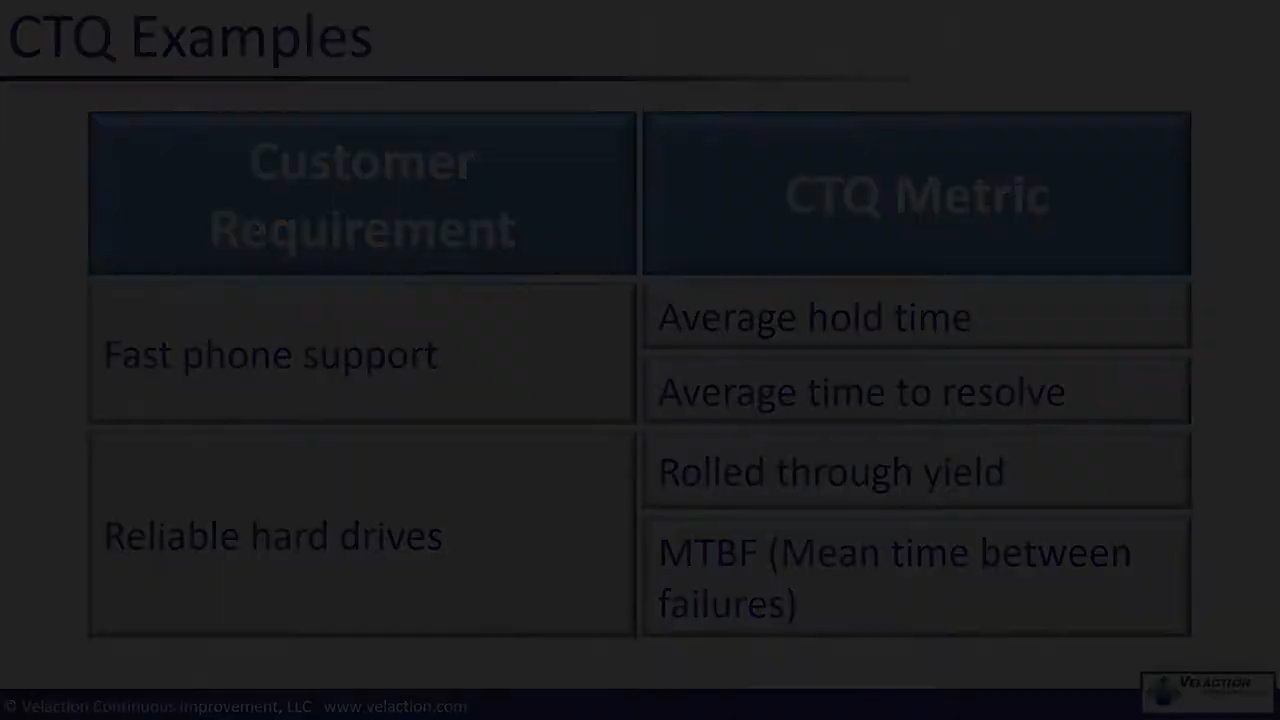 CTQ Examples
Customer
Requirement
CTQ Metric
Fast phone support
Average hold time
Average time to resolve
Reliable hard drives
Rolled through yield
MTBF (Mean time between
failures)
© Velaction Continuous Improvement, LLC www.velaction.com
VELACTION